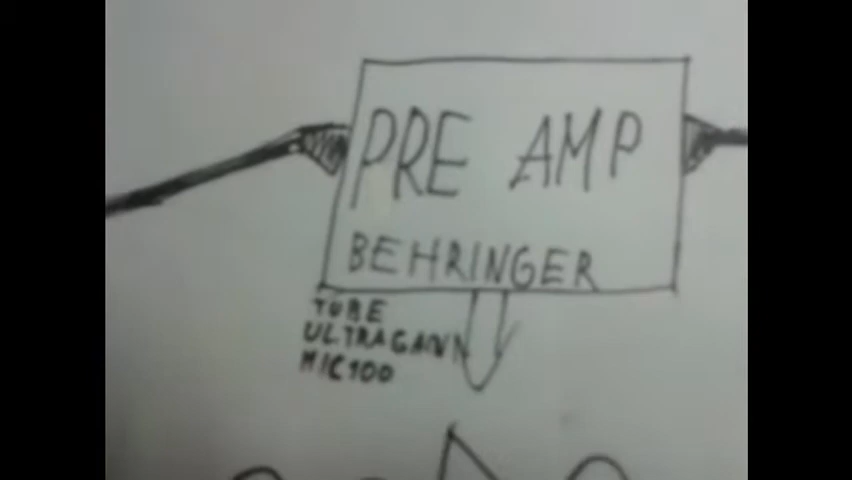 PRE AMP
BEHRINGER
TUBE
ULTRAGAIN
MIC100